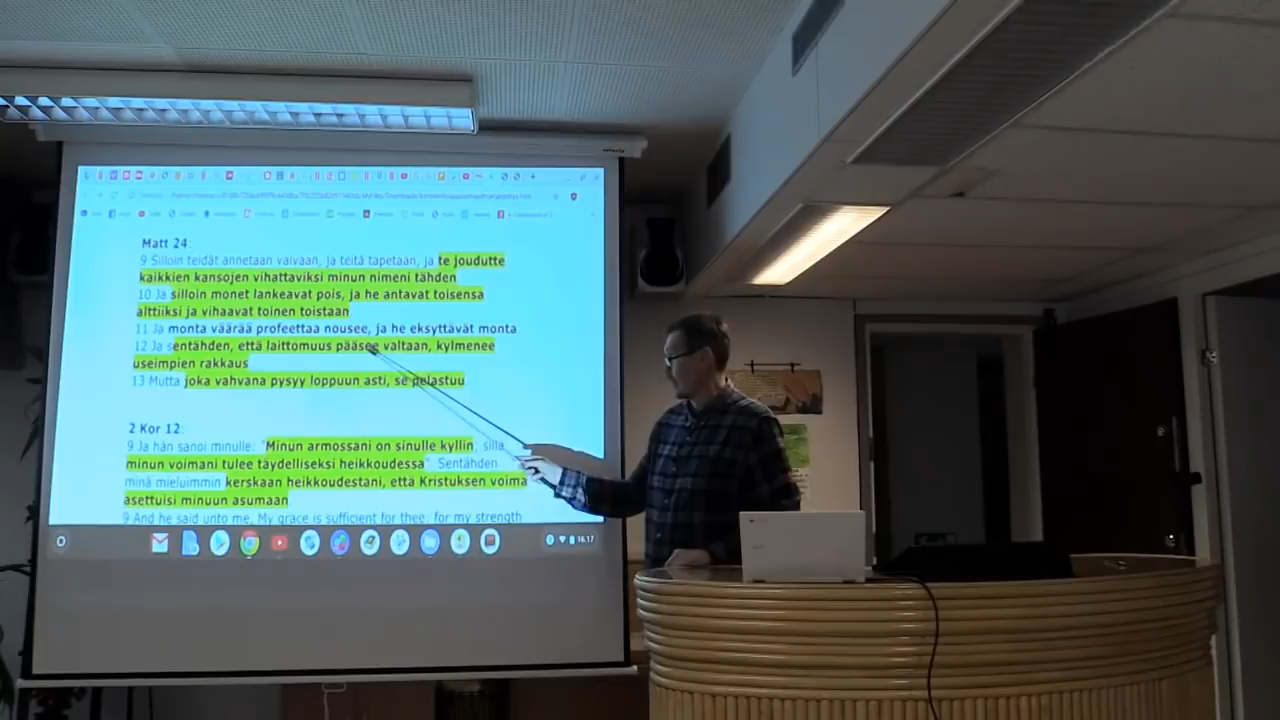 Matt 24:
9 Silloin teidät annetaan vaivaan, ja teitä tapetaan, ja te joudutte
kaikkien kansojen vihattaviksi minun nimeni tähden
10 Ja silloin monet lankeavat pois, ja he antavat toisensa
alttiiksi ja vihaavat toinen toistaan
11 Ja monta väärää profeettaa nousee, ja he eksyttävät monta
12 Ja sentähden, että laittomuus pääsee valtaan, kylmenee
useimpien rakkaus
13 Mutta joka vahvana pysyy loppuun asti, se pelastuu
2 Kor 12:
9 Ja hän sanoi minulle: "Minun armossani on sinulle kyllin; sillä
minun voimani tulee täydelliseksi heikkoudessa" Sentähden
minä mieluimmin kerskaan heikkoudestani, että Kristuksen voima
asettuisi minuun asumaan
9 And he said unto me, My grace is sufficient for thee: for my strength
16.17